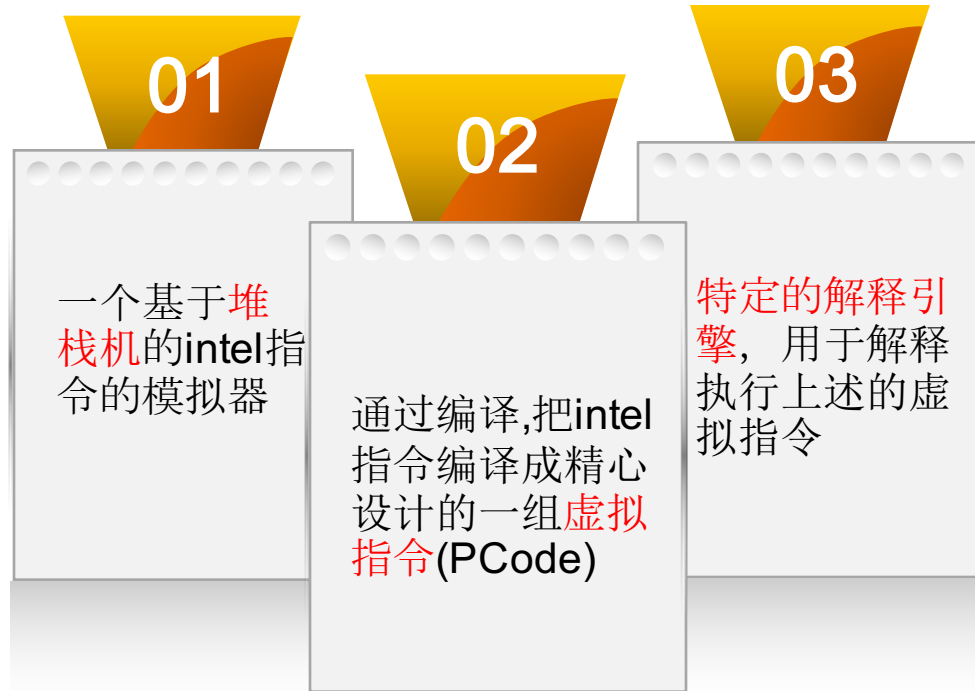 01
一个基于堆
栈机的intel指
令的模拟器
02
通过编译,把intel
指令编译成精心
设计的一组虚拟
指令(PCode)
03
特定的解释引
擎，用于解释
执行上述的虚
拟指令